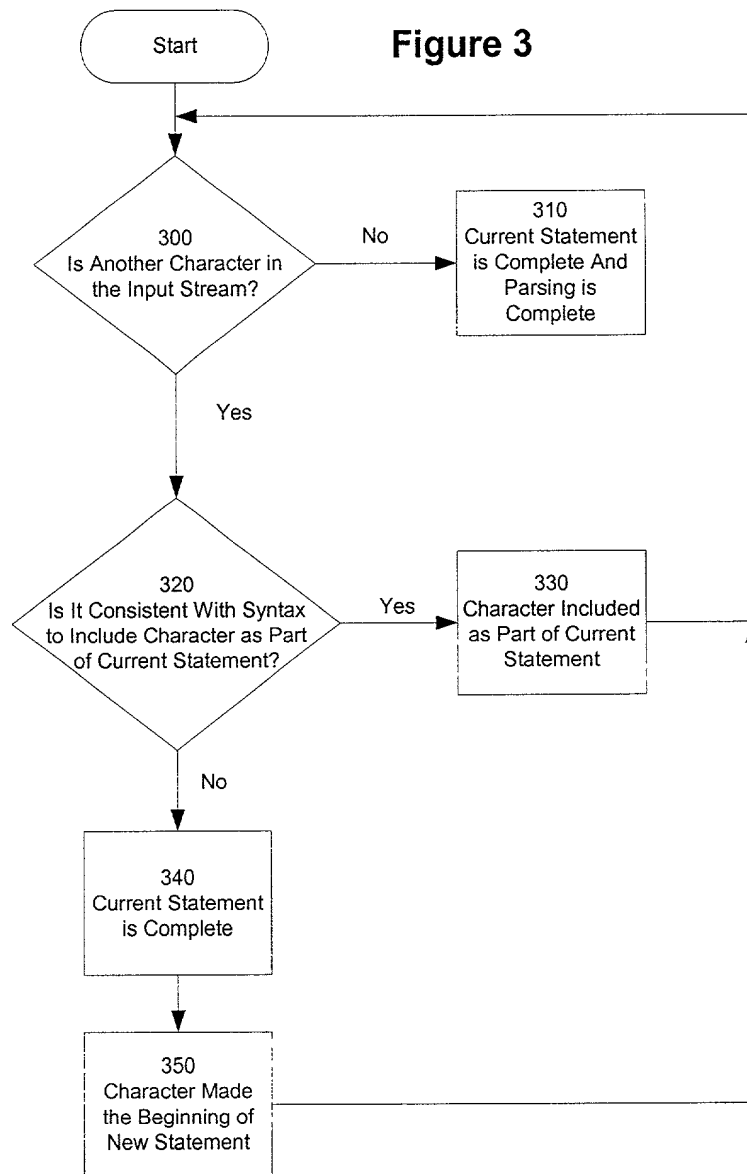 Start
Figure 3
300
Is Another Character in
the Input Stream?
No
310
Current Statement
is Complete And
Parsing is
Complete
Yes
320
Is It Consistent With Syntax
to Include Character as Part
of Current Statement?
Yes
330
Character Included
as Part of Current
Statement
No
340
Current Statement
is Complete
350
Character Made
the Beginning of
New Statement